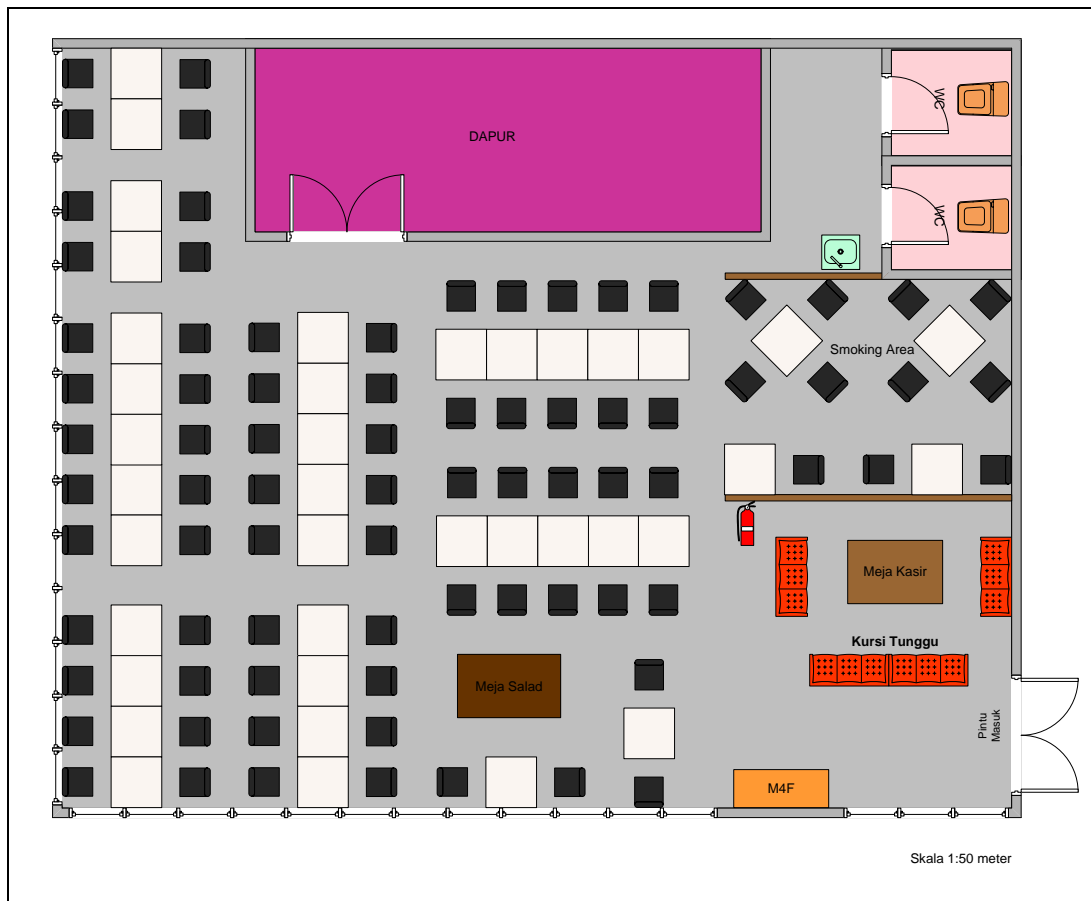 WC
DAPUR
WC
Smoking Area
Meja Kasir
Kursi Tunggu
Meja Salad
Pintu
Masuk
M4F
Skala 1:50 meter